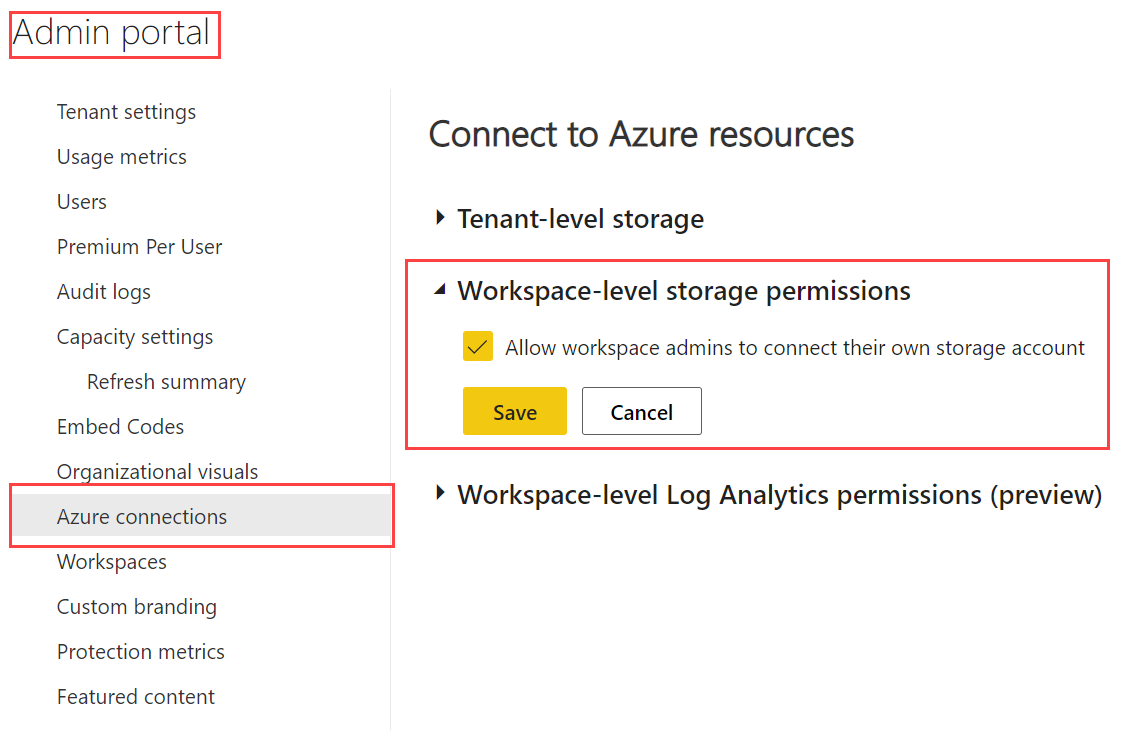 Admin portal
Tenant settings
Usage metrics
Users
Premium Per User
Audit logs
Capacity settings
Refresh summary
Embed Codes
Organizational visuals
Azure connections
Workspaces
Custom branding
Protection metrics
Featured content
Connect to Azure resources
Tenant-level storage
Workspace-level storage permissions
Allow workspace admins to connect their own storage account
Save Cancel
Workspace-level Log Analytics permissions (preview)